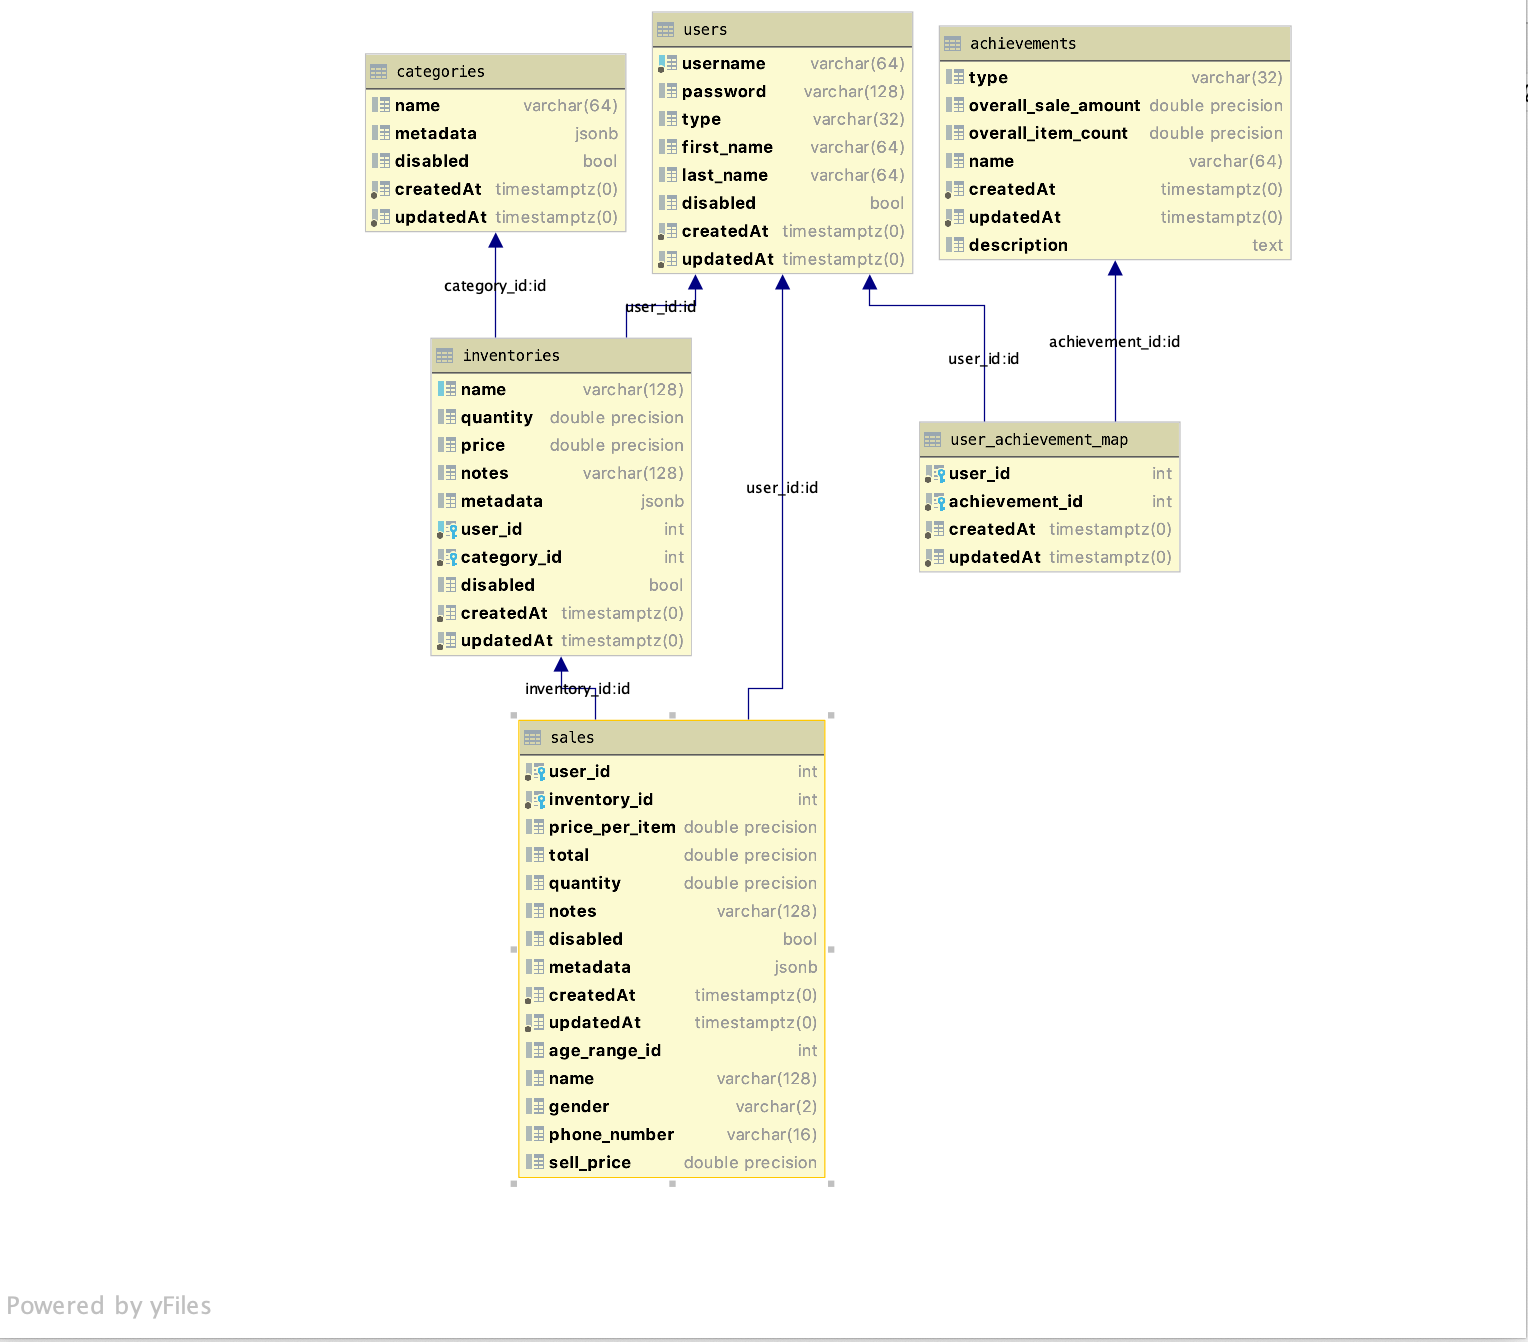 categories
name varchar(64)
metadata jsonb
disabled bool
createdAt timestamptz(0)
updatedAt timestamptz(0)
users
username varchar(64)
password varchar(128)
type varchar(32)
first_name varchar(64)
last_name varchar(64)
disabled bool
createdAt timestamptz(0)
updatedAt timestamptz(0)
achievements
type varchar(32)
overall_sale_amount double precision
overall_item_count double precision
name varchar(64)
createdAt timestamptz(0)
updatedAt timestamptz(0)
description text
category_id:id
user_id:id
user_id:id
achievement_id:id
user_id:id
inventories
name varchar(128)
quantity double precision
price double precision
notes varchar(128)
metadata jsonb
user_id int
category_id int
disabled bool
createdAt timestamptz(0)
updatedAt timestamptz(0)
user_achievement_map
user_id int
achievement_id int
createdAt timestamptz(0)
updatedAt timestamptz(0)
inventory_id:id
sales
user_id int
inventory_id int
price_per_item double precision
total double precision
quantity double precision
notes varchar(128)
disabled bool
metadata jsonb
createdAt timestamptz(0)
updatedAt timestamptz(0)
age_range_id int
name varchar(128)
gender varchar(2)
phone_number varchar(16)
sell_price double precision
Powered by yFiles